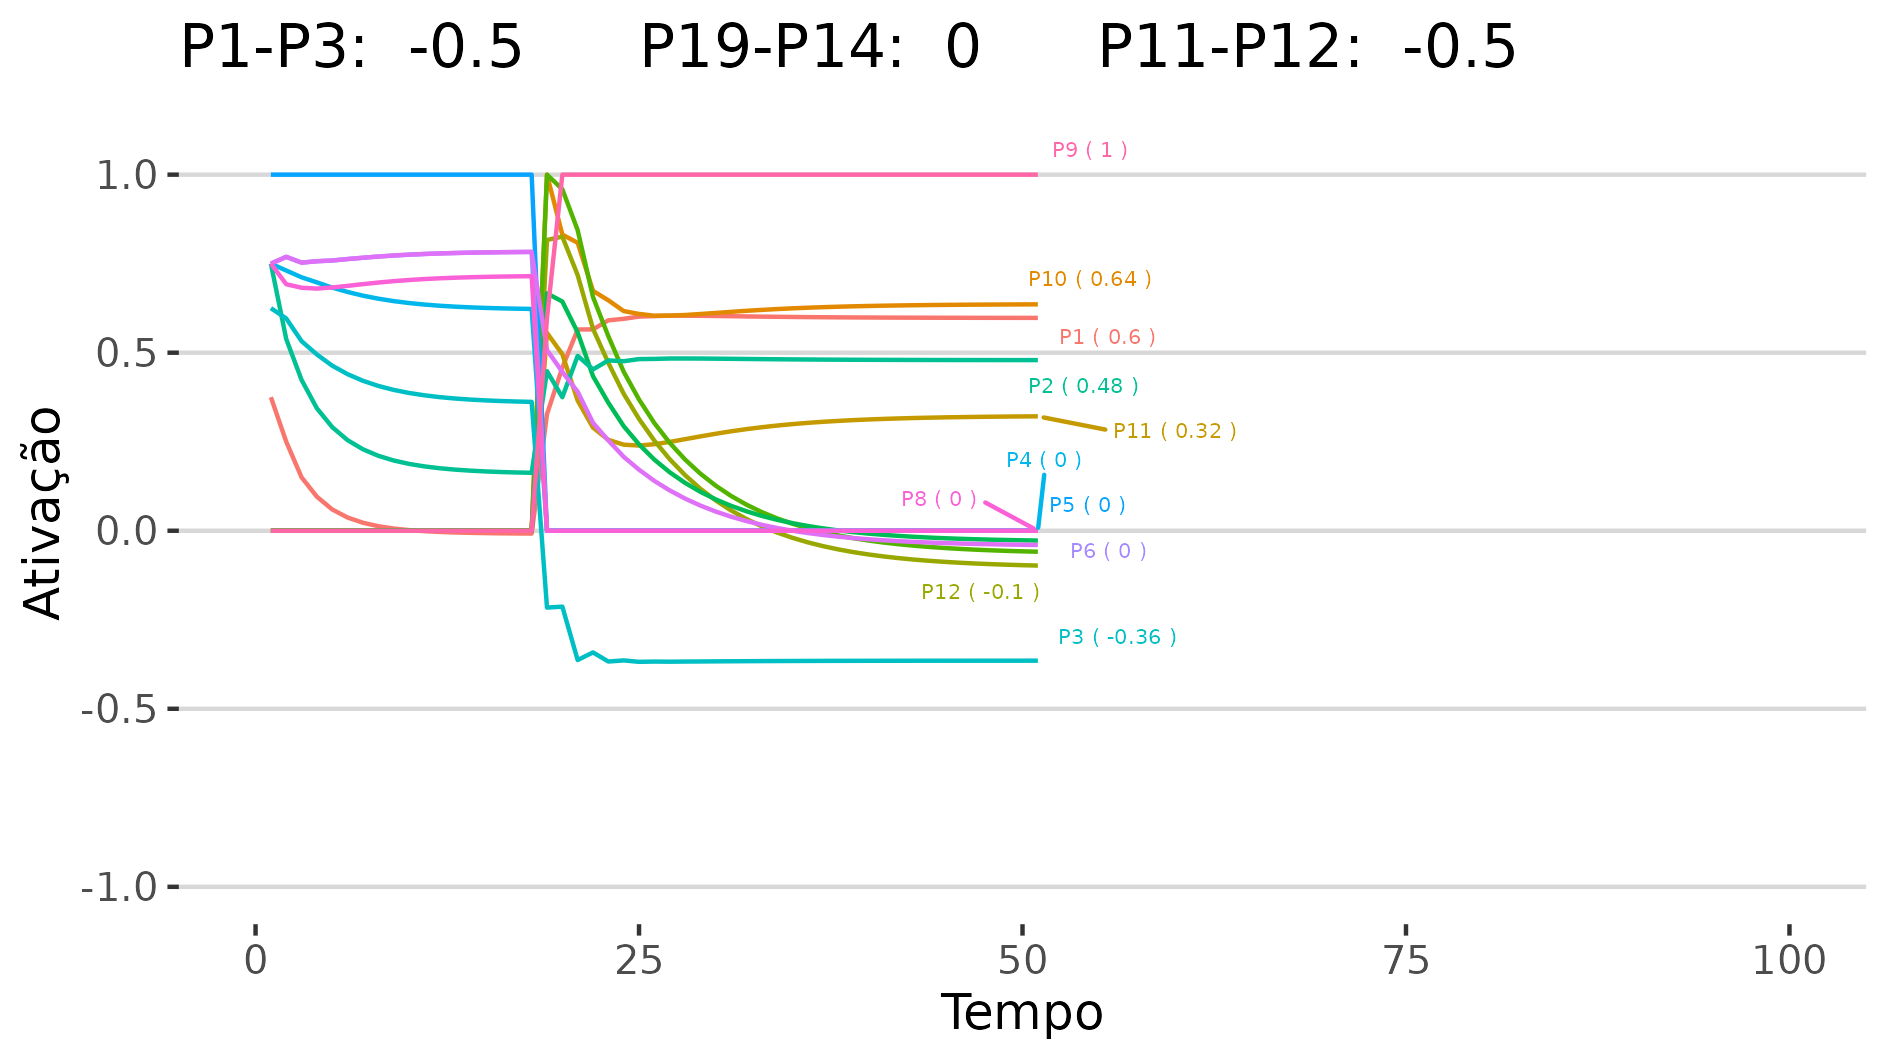 P1-P3: -0.5 P19-P14: 0 P11-P12: -0.5
P9 ( 1 )
1.0
P10 ( 0.64 )
P1 ( 0.6 )
0.5
P2 ( 0.48 )
P11 ( 0.32 )
P4 ( 0 )
P8 ( 0 )
P5 ( 0 )
0.0
P6 ( 0 )
P12 ( -0.1 )
P3 ( -0.36 )
-0.5
-1.0
Ativação
0 25 50 75 100
Tempo